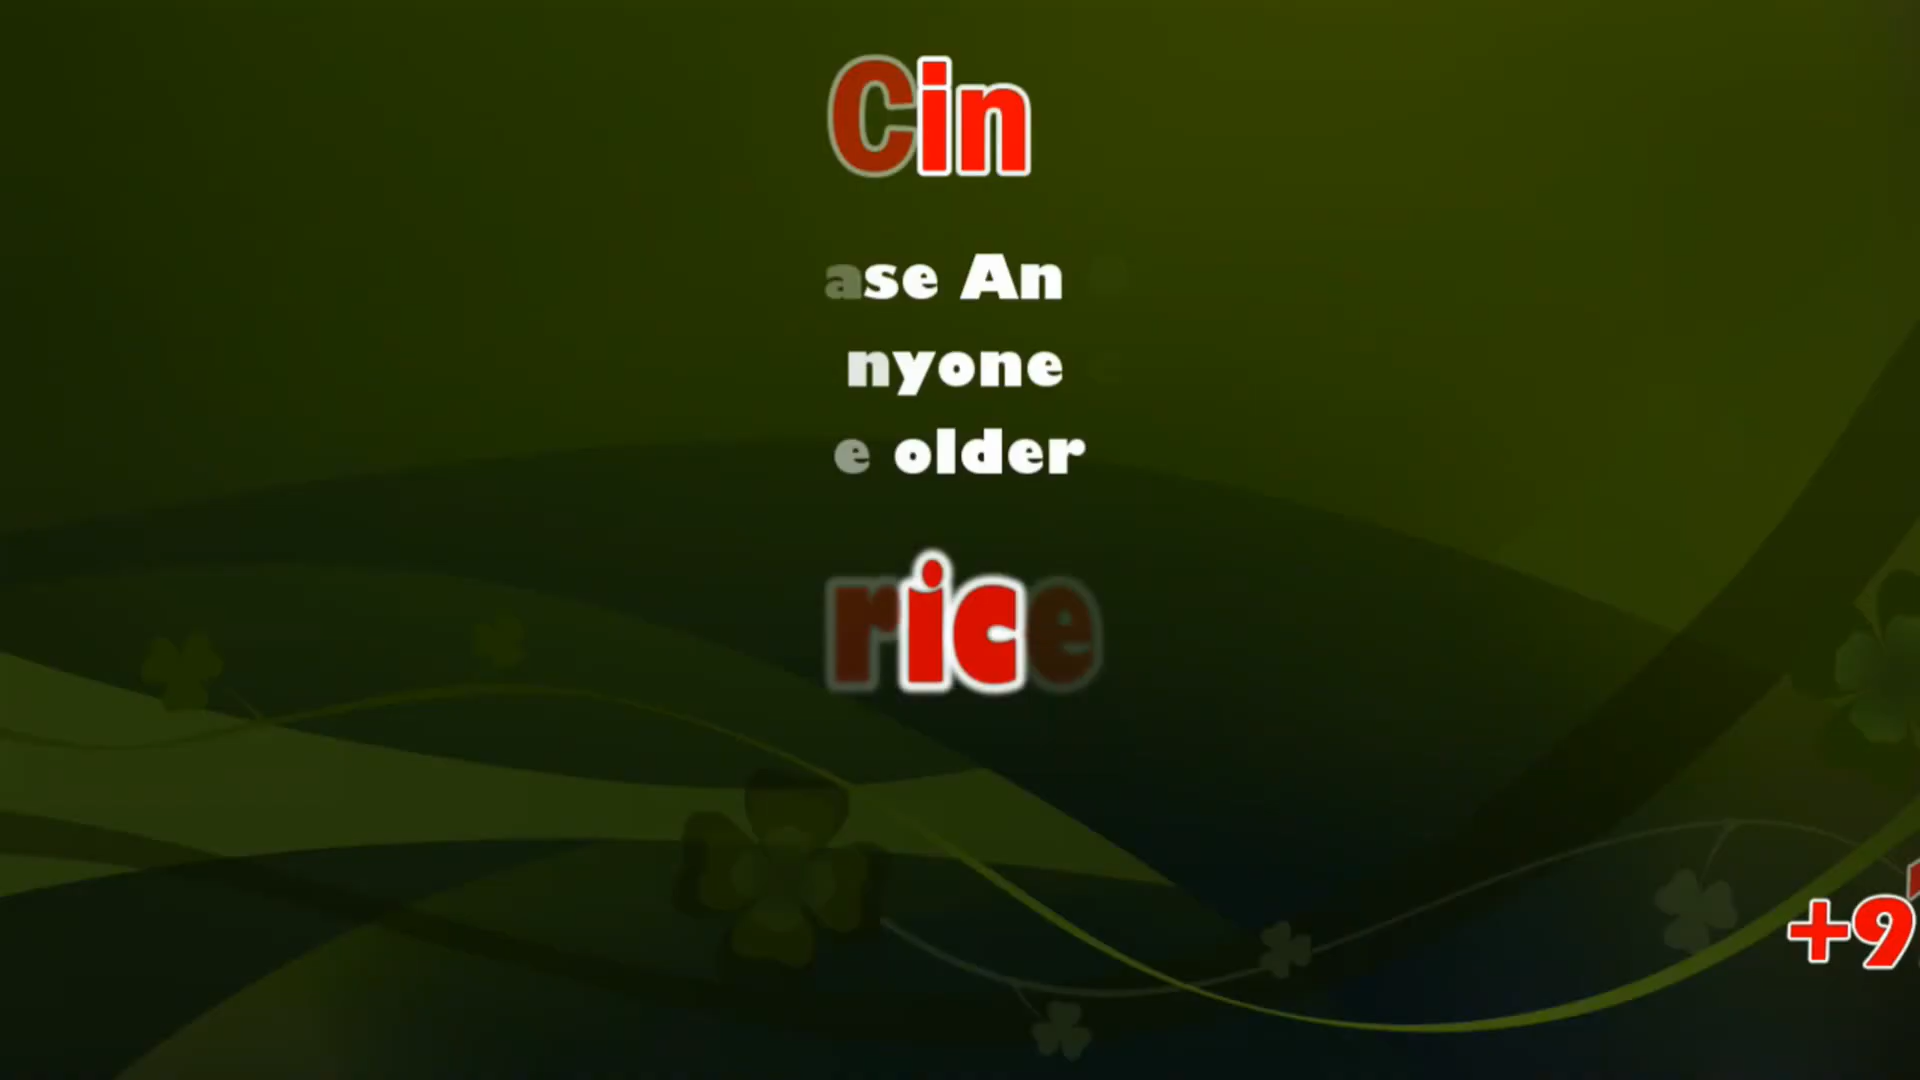 Cin
ase An
nyone
e older
rice
+9